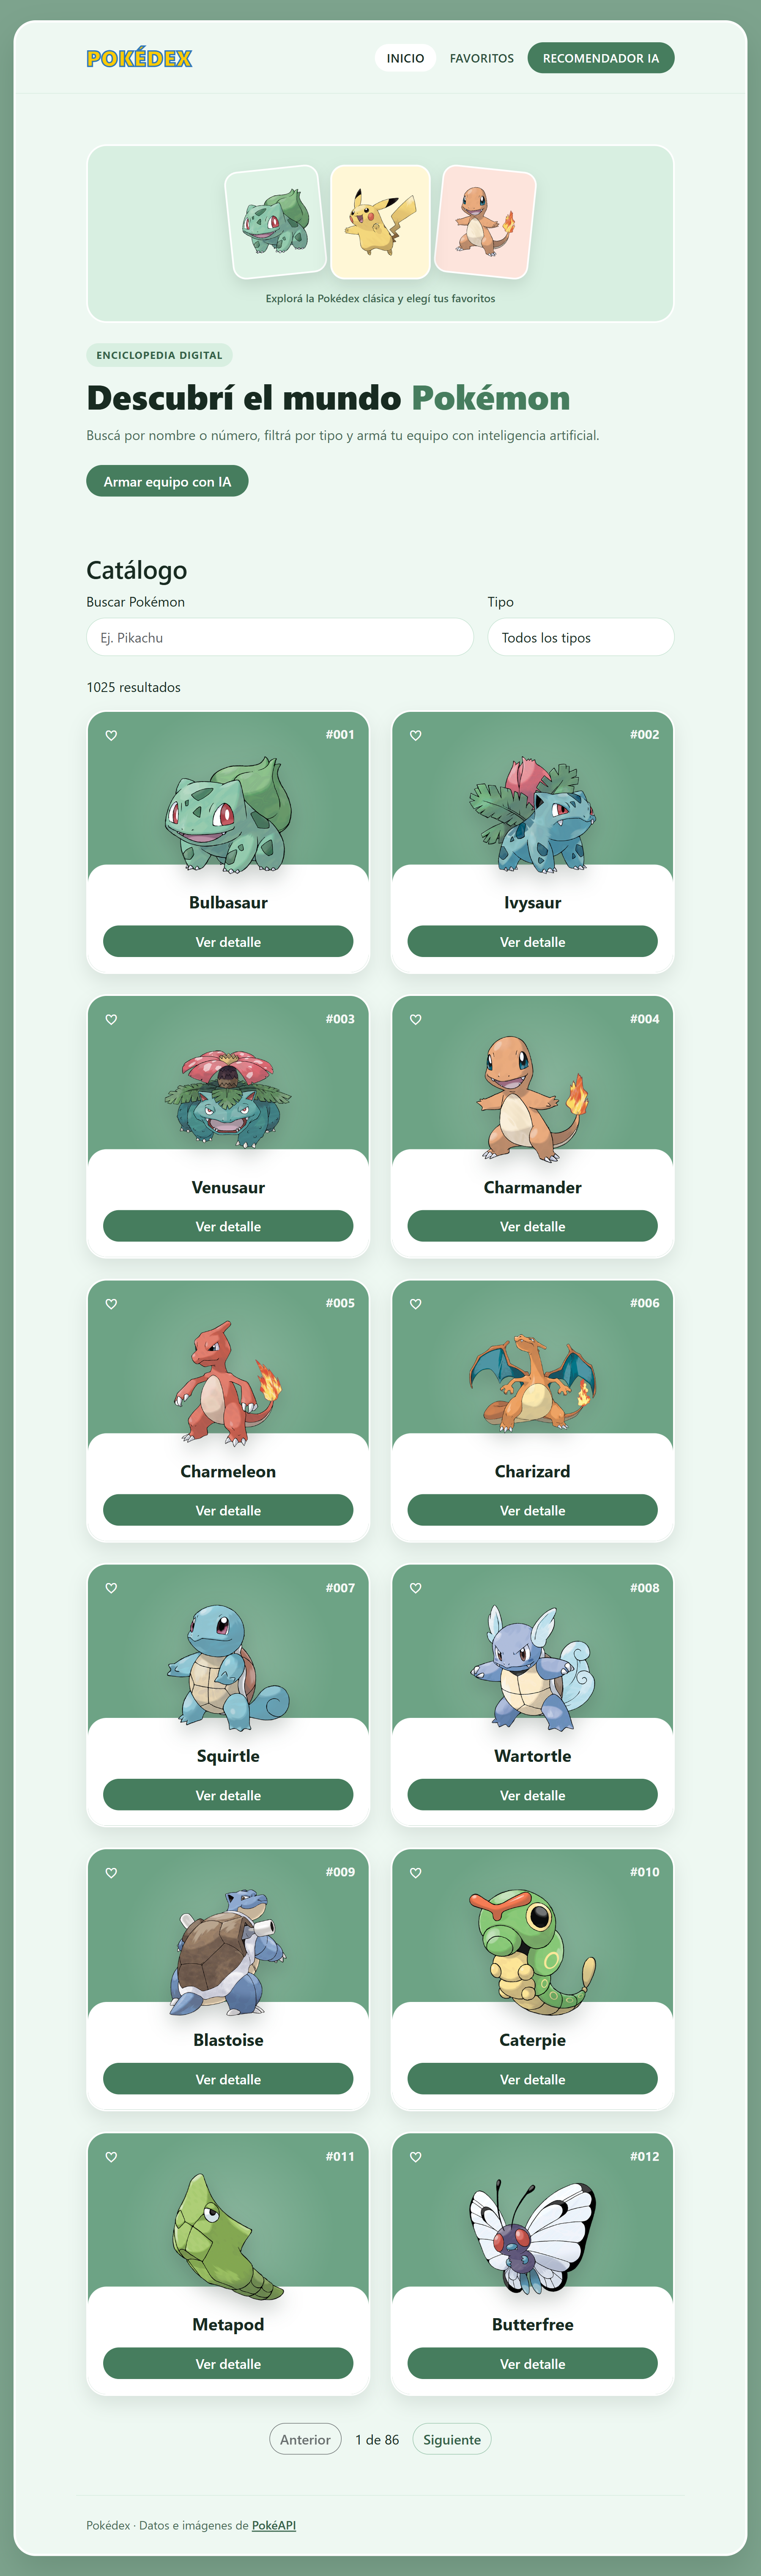 POKÉDEX
INICIO
FAVORITOS
RECOMENDADOR IA
Explorá la Pokédex clásica y elegí tus favoritos
ENCICLOPEDIA DIGITAL
Descubrí el mundo Pokémon
Buscá por nombre o número, filtrá por tipo y armá tu equipo con inteligencia artificial.
Armar equipo con IA
Catálogo
Buscar Pokémon
Tipo
Ej. Pikachu
Todos los tipos
1025 resultados
#001
#002
Bulbasaur
Ivysaur
Ver detalle
Ver detalle
#003
#004
Venusaur
Charmander
Ver detalle
Ver detalle
#005
#006
Charmeleon
Charizard
Ver detalle
Ver detalle
#007
#008
Squirtle
Wartortle
Ver detalle
Ver detalle
#009
#010
Blastoise
Caterpie
Ver detalle
Ver detalle
#011
#012
Metapod
Butterfree
Ver detalle
Ver detalle
Anterior
1 de 86
Siguiente
Pokédex · Datos e imágenes de PokéAPI